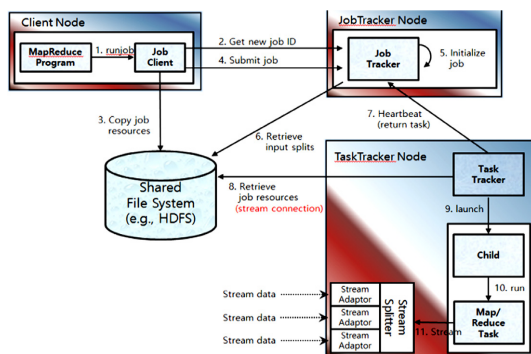 Client Node
MapReduce
Program
1. runjob
Job
Client
2. Get new job ID
4. Submit job
JobTracker Node
Job
Tracker
5. Initialize
job
3. Copy job
resources
6. Retrieve
input splits
7. Heartbeat
(return task)
Shared
File System
(e.g., HDFS)
8. Retrieve
job resources
(stream connection)
TaskTracker Node
Task
Tracker
9. launch
Child
10. run
Map/
Reduce
Task
11. Stream
Stream
Splitter
Stream
Adaptor
Stream
Adaptor
Stream
Adaptor
Stream data
Stream data
Stream data